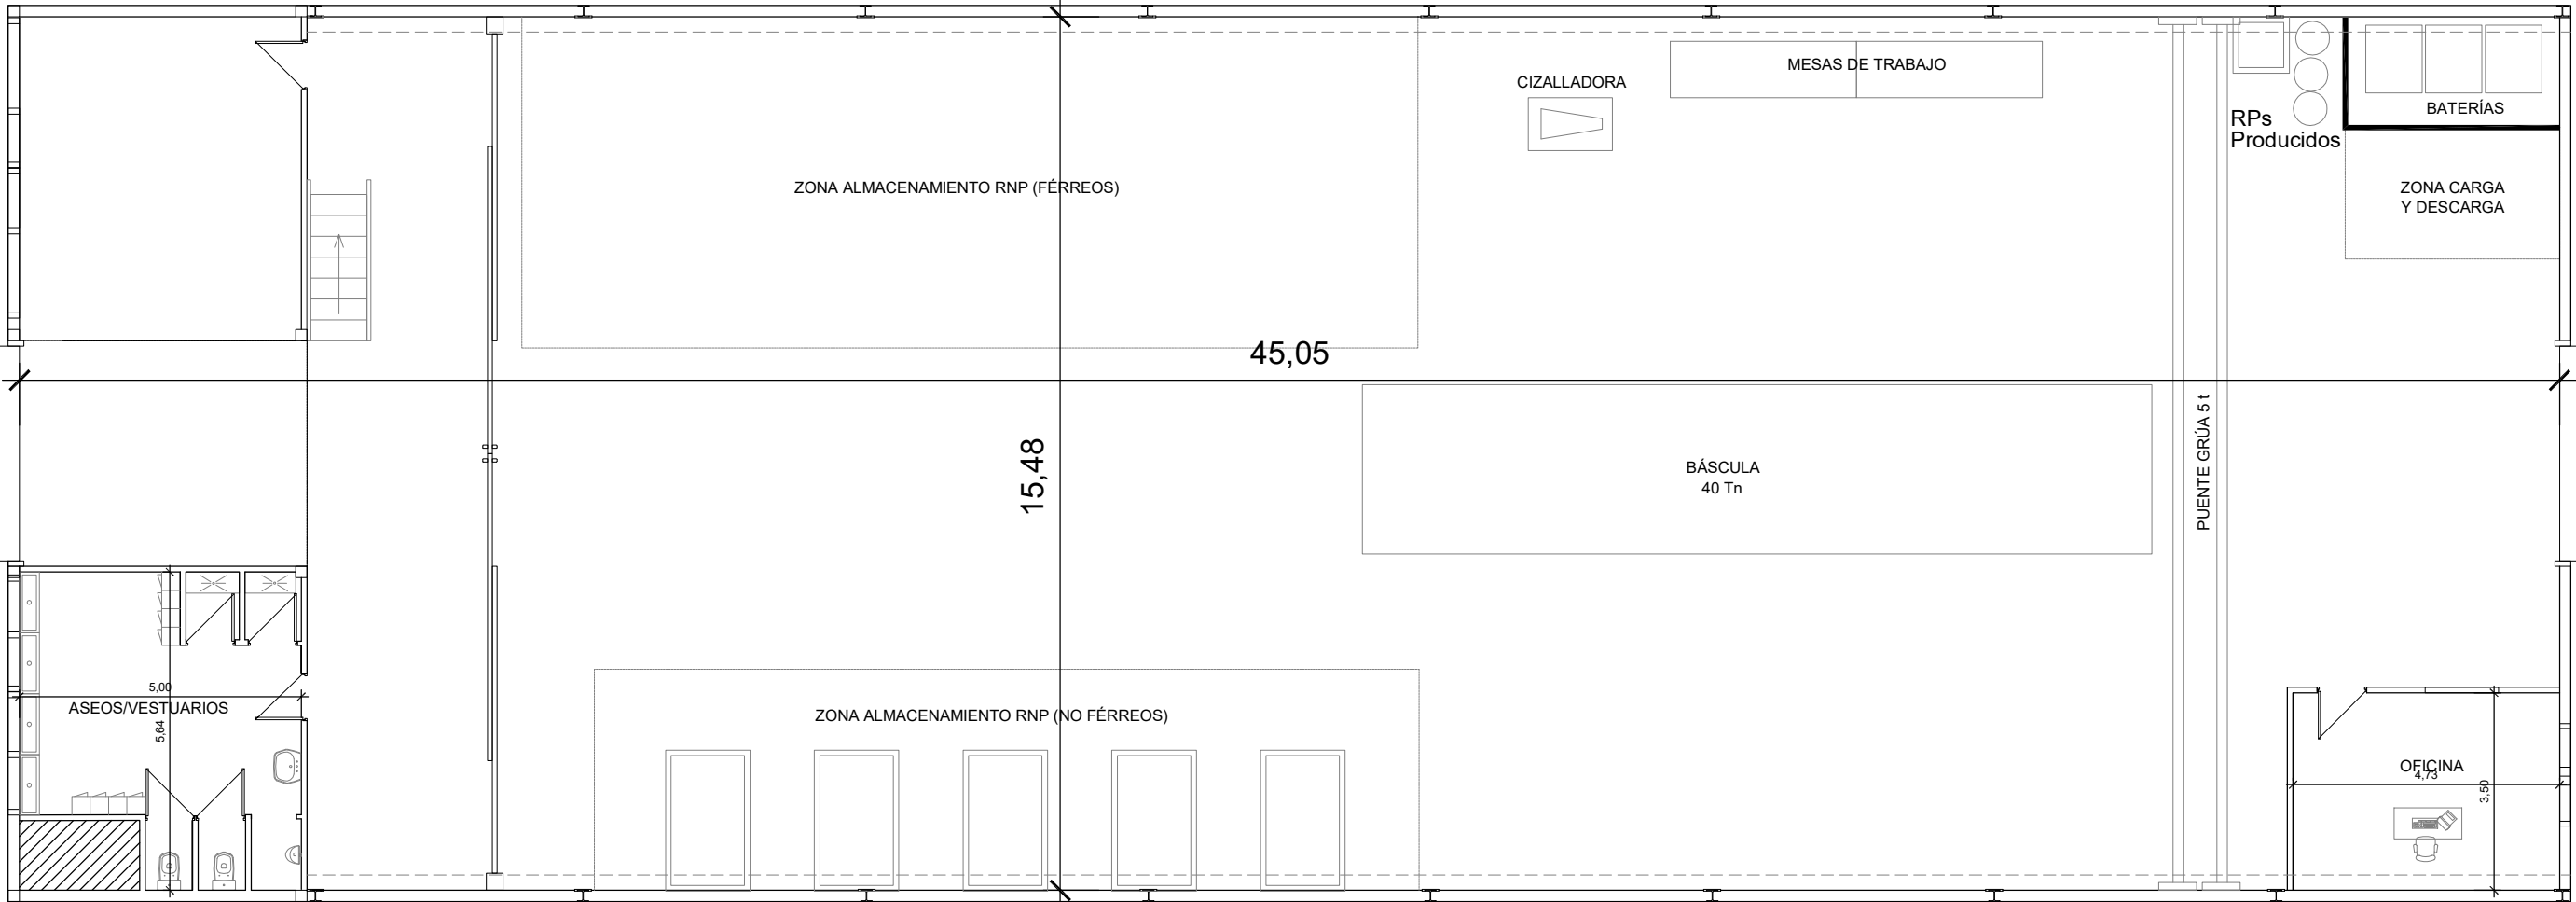 MESAS DE TRABAJO
CIZALLADORA
BATERÍAS
RPs
Producidos
ZONA ALMACENAMIENTO RNP (FÉRREOS)
ZONA CARGA
Y DESCARGA
45,05
15,48
BÁSCULA
40 Tn
PUENTE GRÚA 5 t
5,00
ASEOS/VESTUARIOS
5,64
ZONA ALMACENAMIENTO RNP (NO FÉRREOS)
OFICINA
4,73
3,50